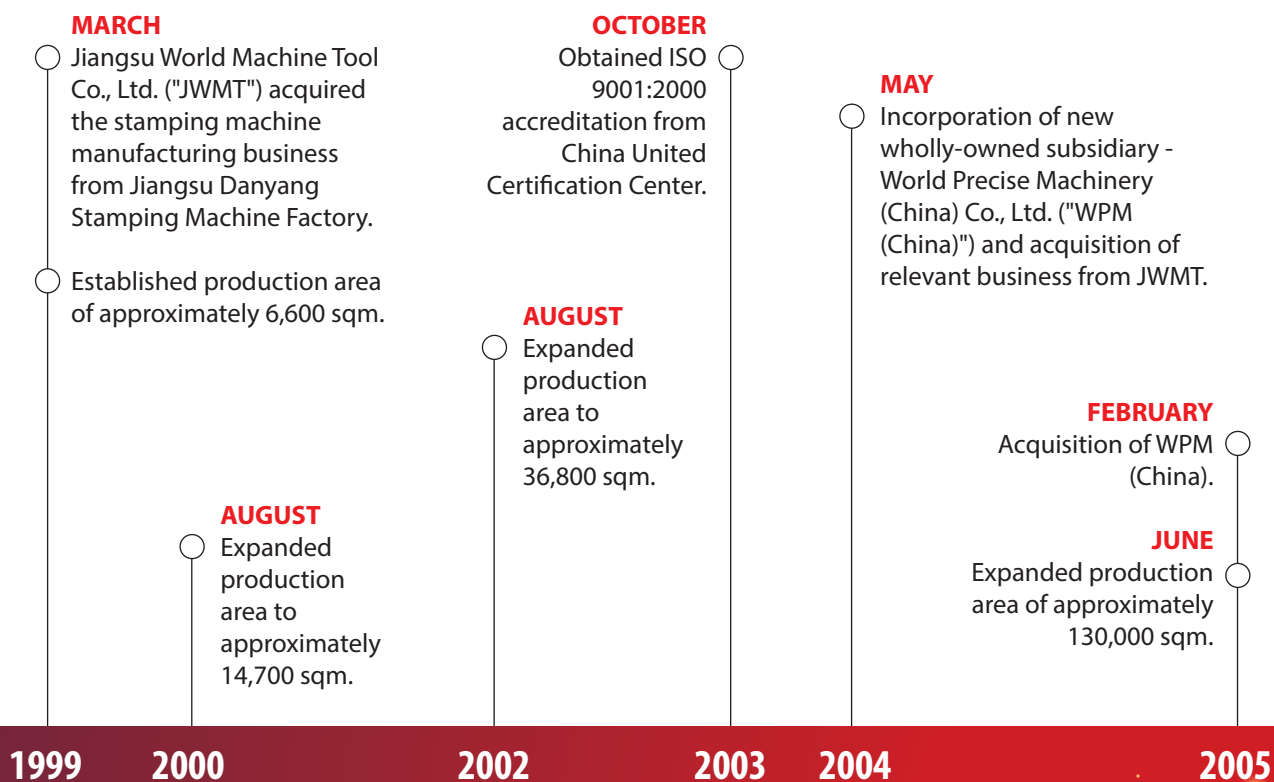 MARCH
Jiangsu World Machine Tool
Co., Ltd. ("JWMT") acquired
the stamping machine
manufacturing business
from Jiangsu Danyang
Stamping Machine Factory.
Established production area
of approximately 6,600 sqm.
AUGUST
Expanded
production
area to
approximately
14,700 sqm.
AUGUST
Expanded
production
area to
approximately
36,800 sqm.
OCTOBER
Obtained ISO
9001:2000
accreditation from
China United
Certification Center.
MAY
Incorporation of new
wholly-owned subsidiary -
World Precise Machinery
(China) Co., Ltd. ("WPM
(China)") and acquisition of
relevant business from JWMT.
FEBRUARY
Acquisition of WPM
(China).
JUNE
Expanded production
area of approximately
130,000 sqm.
1999 2000 2002 2003 2004 2005